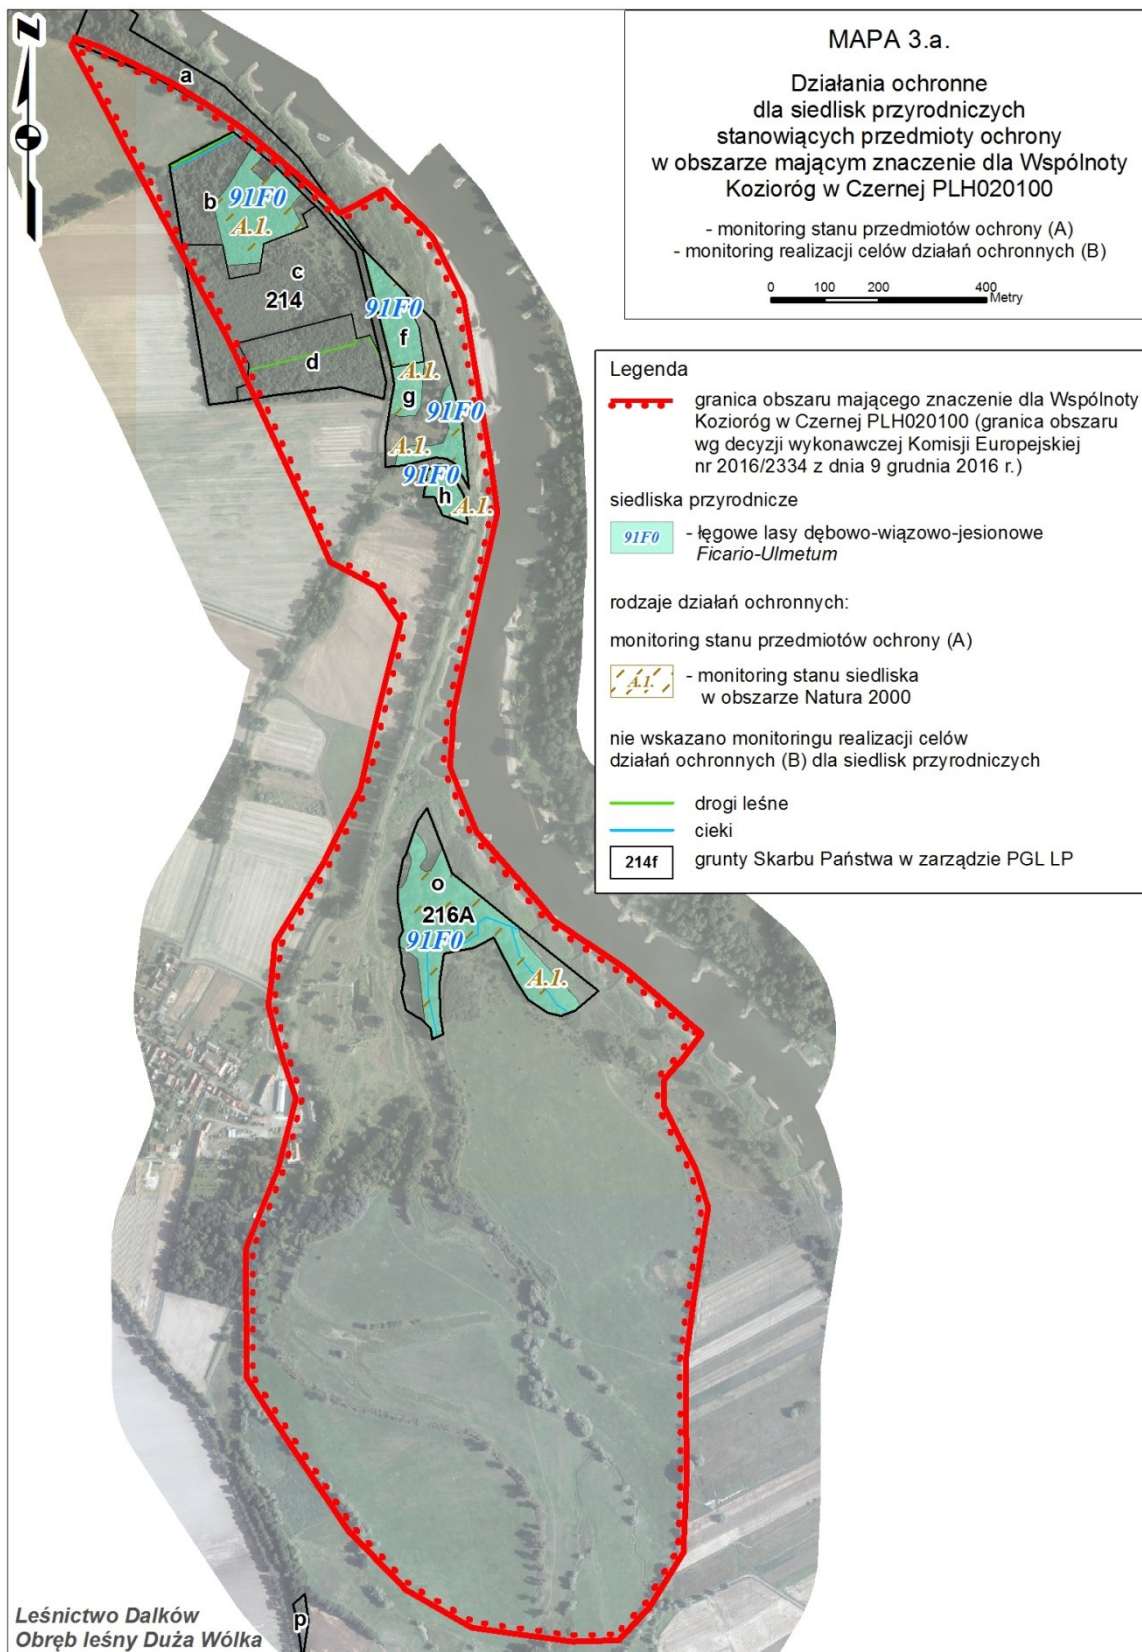 MAPA 3.a.
Działania ochronne
dla siedlisk przyrodniczych
stanowiących przedmioty ochrony
w obszarze mającym znaczenie dla Wspólnoty
Kozioróg w Czernej PLH020100
- monitoring stanu przedmiotów ochrony (A)
- monitoring realizacji celów działań ochronnych (B)
0 100 200 400
Metry
Legenda
granica obszaru mającego znaczenie dla Wspólnoty
Kozioróg w Czernej PLH020100 (granica obszaru
wg decyzji wykonawczej Komisji Europejskiej
nr 2016/2334 z dnia 9 grudnia 2016 r.)
siedliska przyrodnicze
91F0 - łęgowe lasy dębowo-wiązowo-jesionowe
Ficario-Ulmetum
rodzaje działań ochronnych:
monitoring stanu przedmiotów ochrony (A)
A.1. - monitoring stanu siedliska
w obszarze Natura 2000
nie wskazano monitoringu realizacji celów
działań ochronnych (B) dla siedlisk przyrodniczych
drogi leśne
cieki
214f grunty Skarbu Państwa w zarządzie PGL LP
N
a
b
91F0
A.1.
c
214
d
91F0
f
A.1.
g
91F0
A.1.
91F0
h
A.1.
o
216A
91F0
A.1.
p
Leśnictwo Dalków
Obręb leśny Duża Wólka